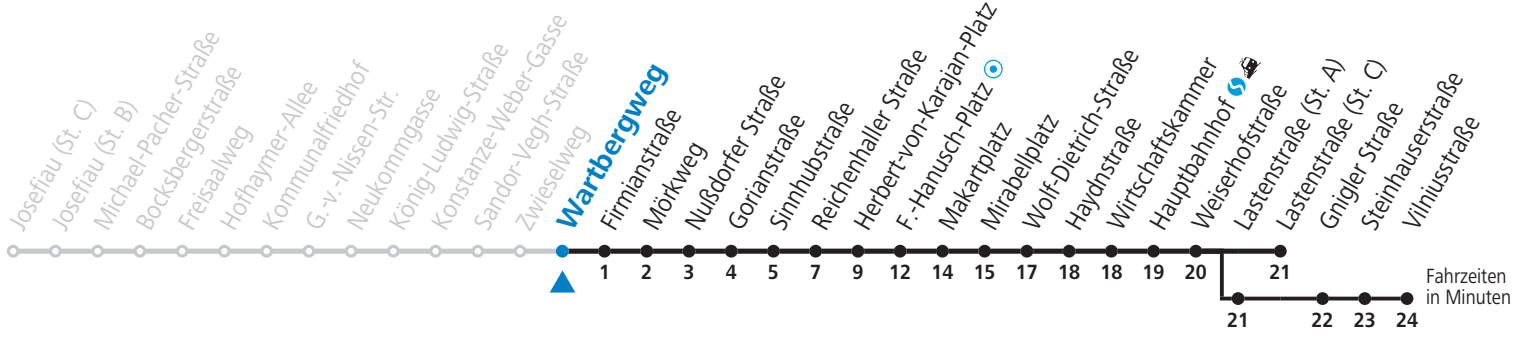 Josefiau (St. C)
Josefiau (St. B)
Michael-Pacher-Straße
Bocksbergerstraße
Freisaalweg
Hofhaymer-Allee
Kommunalfriedhof
G.-v.-Nissen-Str.
Neukommgasse
König-Ludwig-Straße
Konstanze-Weber-Gasse
Sandor-Vegh-Straße
Zwieselweg
Wartbergweg
Firmianstraße
Mörkweg
Nußdorfer Straße
Gorianstraße
Sinnhubstraße
Reichenhaller Straße
Herbert-von-Karajan-Platz
F.-Hanusch-Platz
Makartplatz
Mirabellplatz
Wolf-Dietrich-Straße
Haydnstraße
Wirtschaftskammer
Hauptbahnhof
Weiserhofstraße
Lastenstraße (St. A)
Lastenstraße (St. C)
Gnigler Straße
Steinhauserstraße
Vilniusstraße
1 2 3 4 5 7 9 12 14 15 17 18 18 19 20 21
Fahrzeiten
in Minuten
21 22 23 24